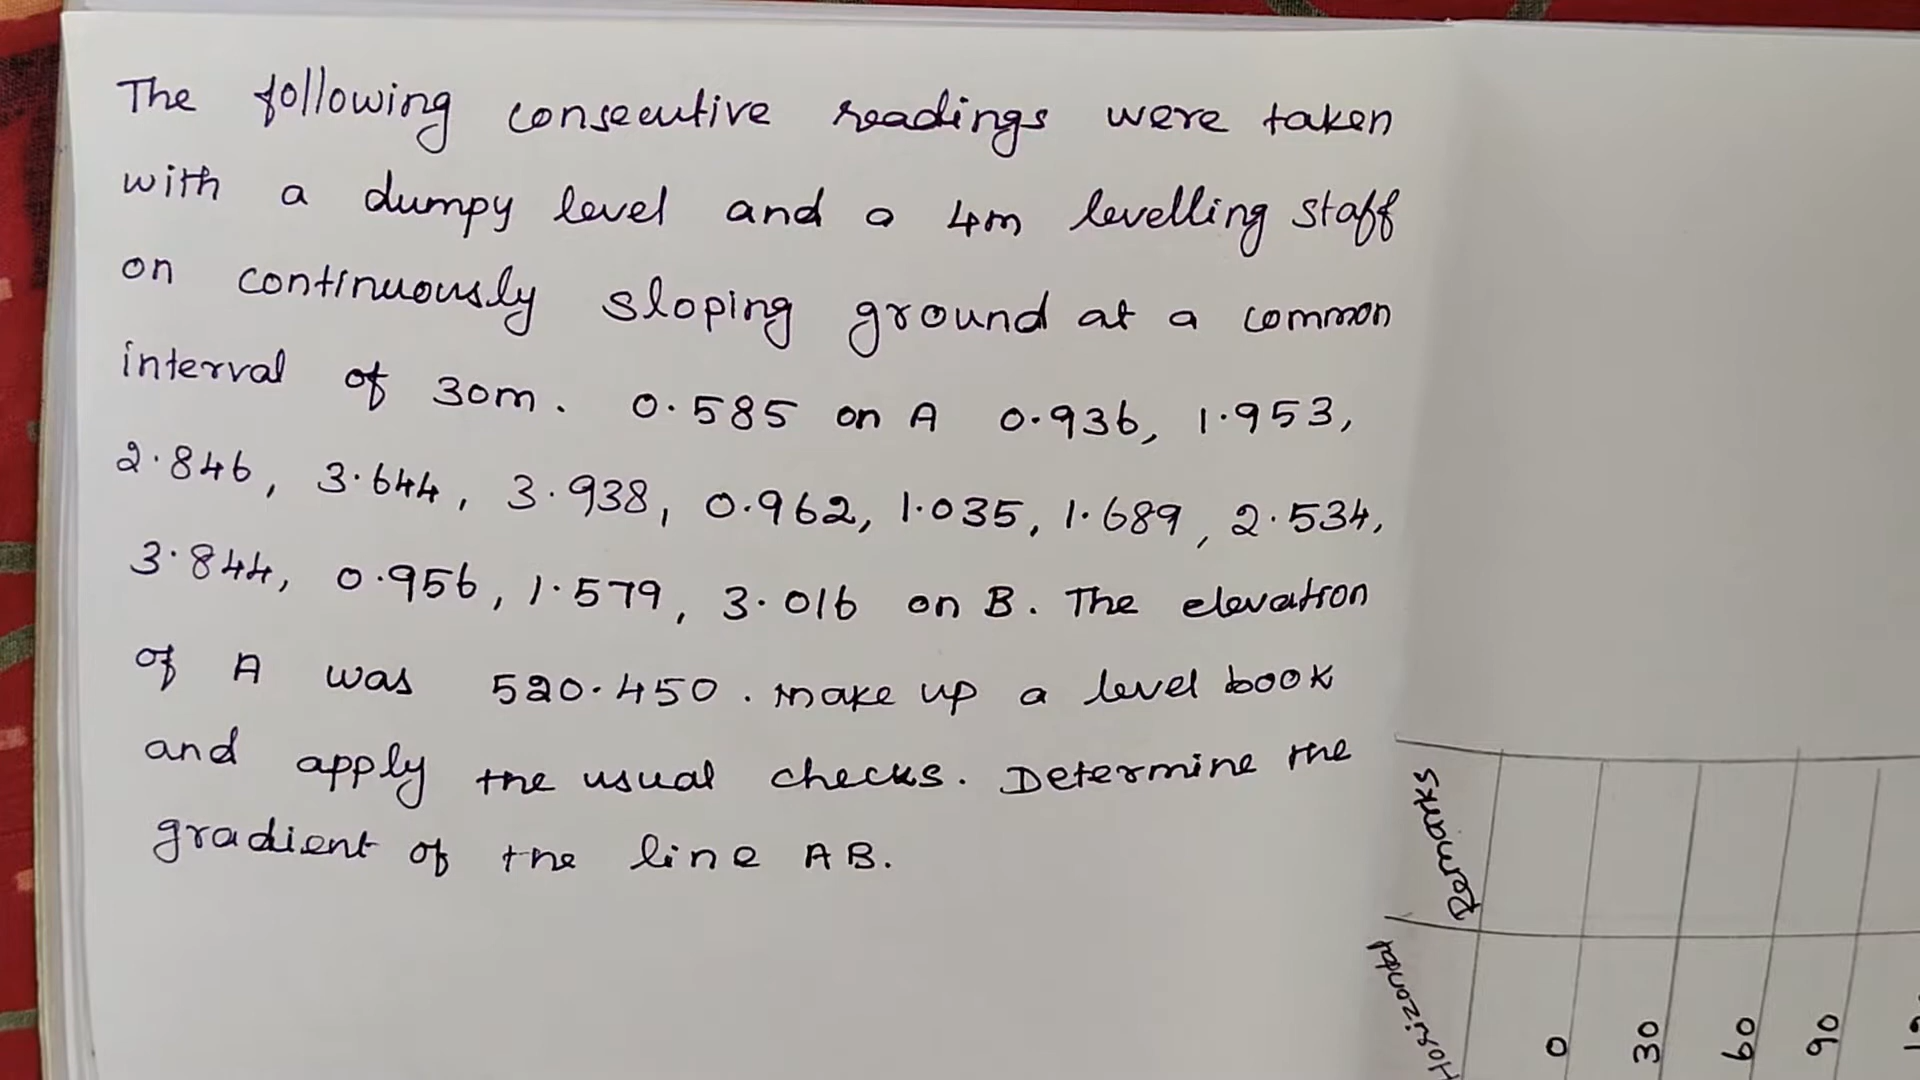 The following consecutive readings were taken
with a dumpy level and a 4m levelling staff
on continuously sloping ground at a common
interval of 30m. 0.585 on A 0.936, 1.953,
2.846, 3.644, 3.938, 0.962, 1.035, 1.689, 2.534,
3.844, 0.956, 1.579, 3.016 on B. The elevation
of A was 520.450. make up a level book
and apply the usual checks. Determine the
gradient of the line AB.
Remarks
Horizontal
0
30
60
90